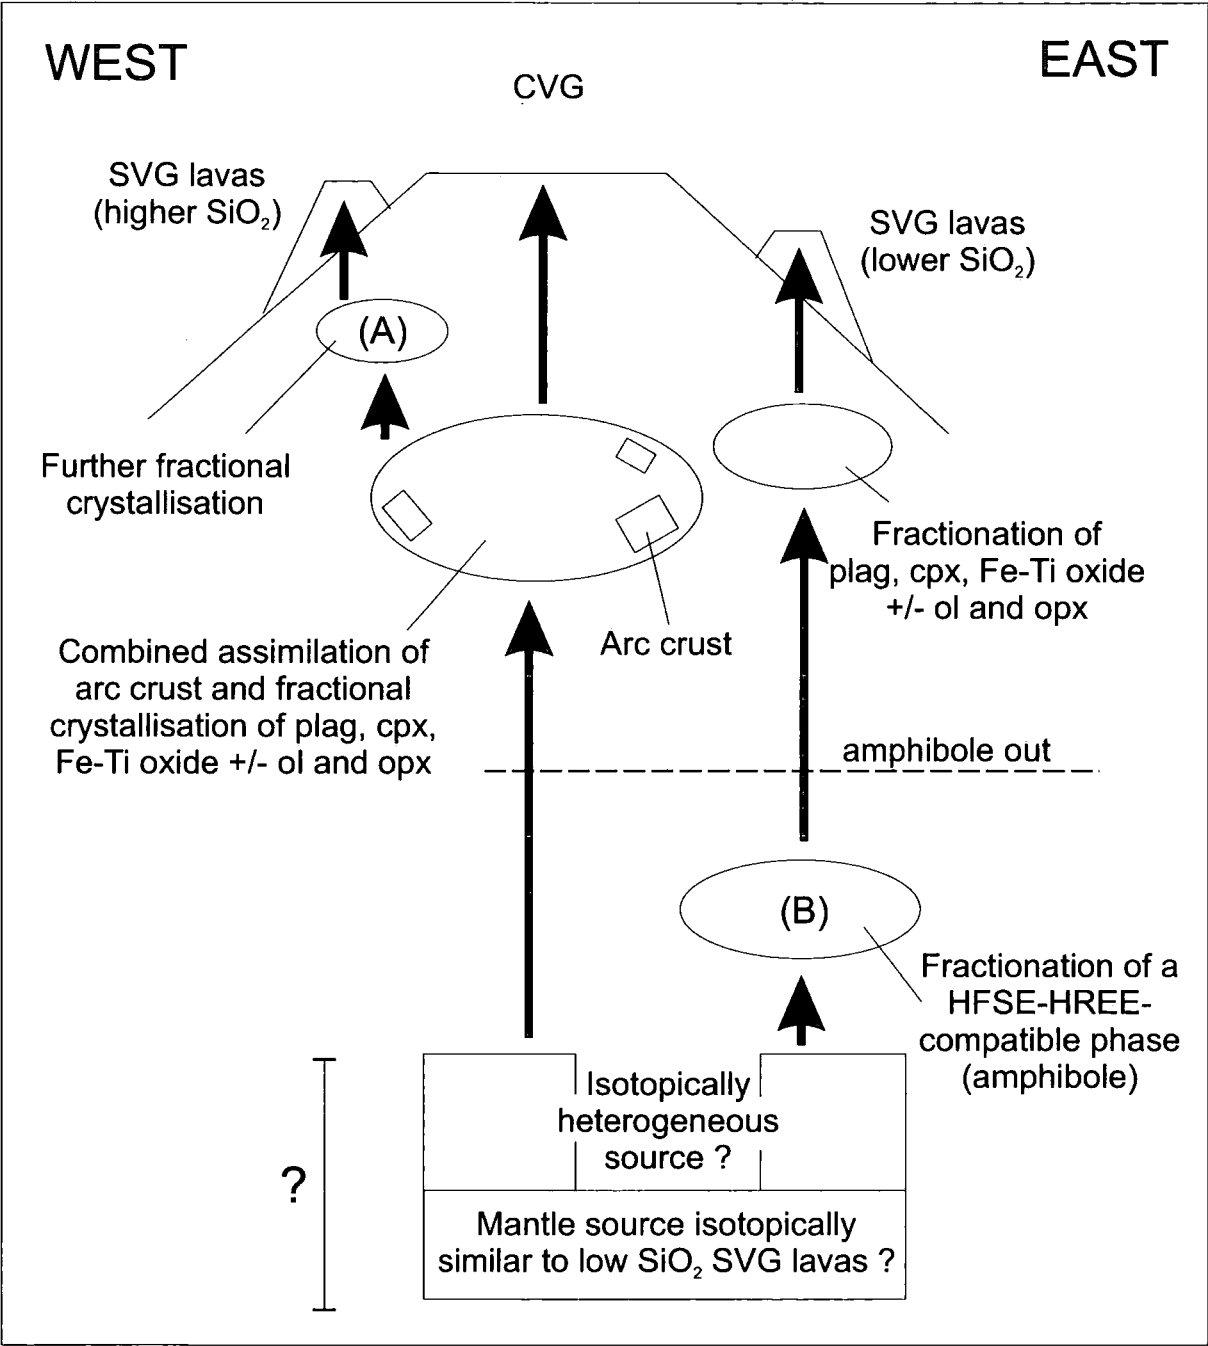 WEST
EAST
CVG
SVG lavas
(higher SiO₂)
SVG lavas
(lower SiO₂)
(A)
Further fractional
crystallisation
Fractionation of
plag, cpx, Fe-Ti oxide
+/- ol and opx
Arc crust
Combined assimilation of
arc crust and fractional
crystallisation of plag, cpx,
Fe-Ti oxide +/- ol and opx
amphibole out
(B)
Fractionation of a
HFSE-HREE-
compatible phase
(amphibole)
Isotopically
heterogeneous
source ?
?
Mantle source isotopically
similar to low SiO₂ SVG lavas ?